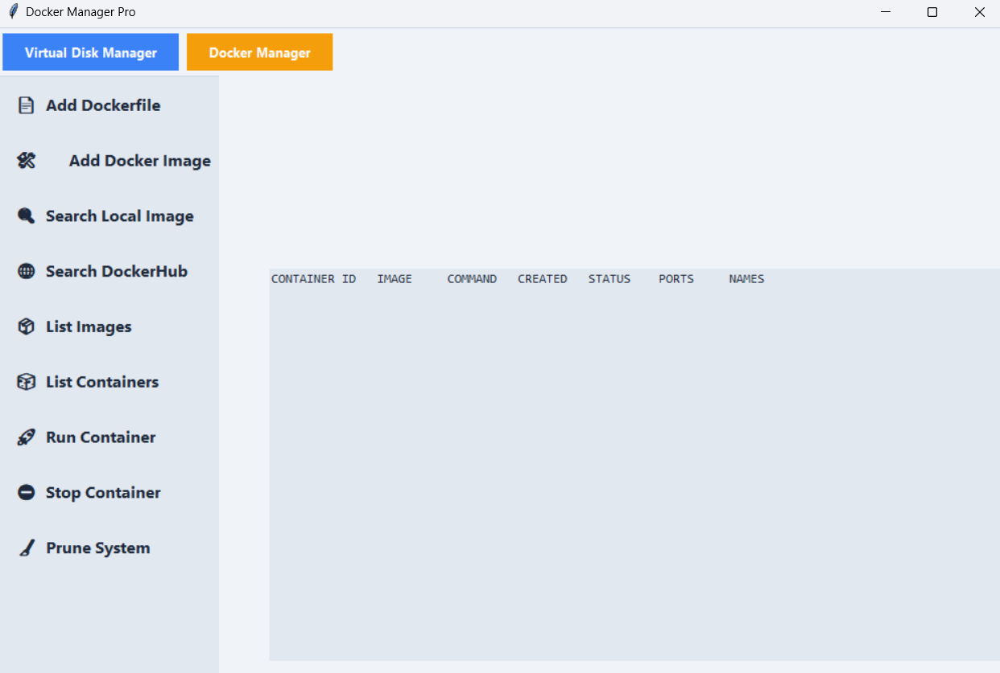 Docker Manager Pro
Virtual Disk Manager Docker Manager
Add Dockerfile
Add Docker Image
Search Local Image
Search DockerHub
CONTAINER ID IMAGE COMMAND CREATED STATUS PORTS NAMES
List Images
List Containers
Run Container
Stop Container
Prune System